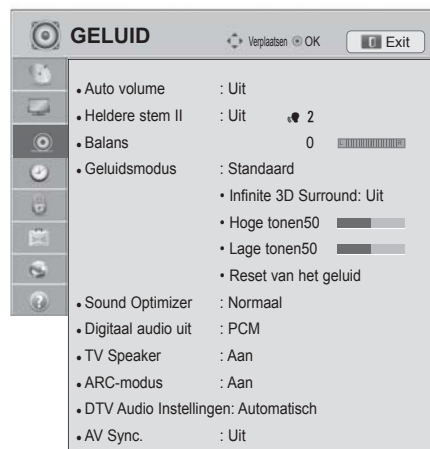 GELUID
Verplaatsen OK Exit
• Auto volume : Uit
• Heldere stem II : Uit 2
• Balans 0 L R
• Geluidsmodus : Standaard
• Infinite 3D Surround: Uit
• Hoge tonen50
• Lage tonen50
• Reset van het geluid
• Sound Optimizer : Normaal
• Digitaal audio uit : PCM
• TV Speaker : Aan
• ARC-modus : Aan
• DTV Audio Instellingen: Automatisch
• AV Sync. : Uit